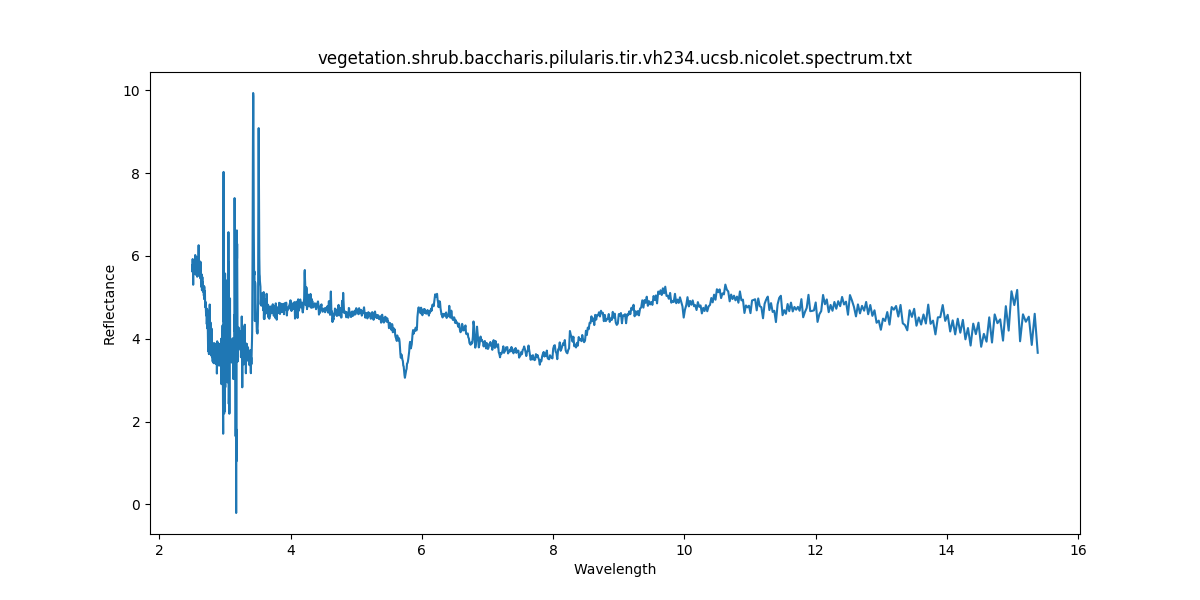 vegetation.shrub.baccharis.pilularis.tir.vh234.ucsb.nicolet.spectrum.txt
10
8
6
4
2
0
Reflectance
2 4 6 8 10 12 14 16
Wavelength